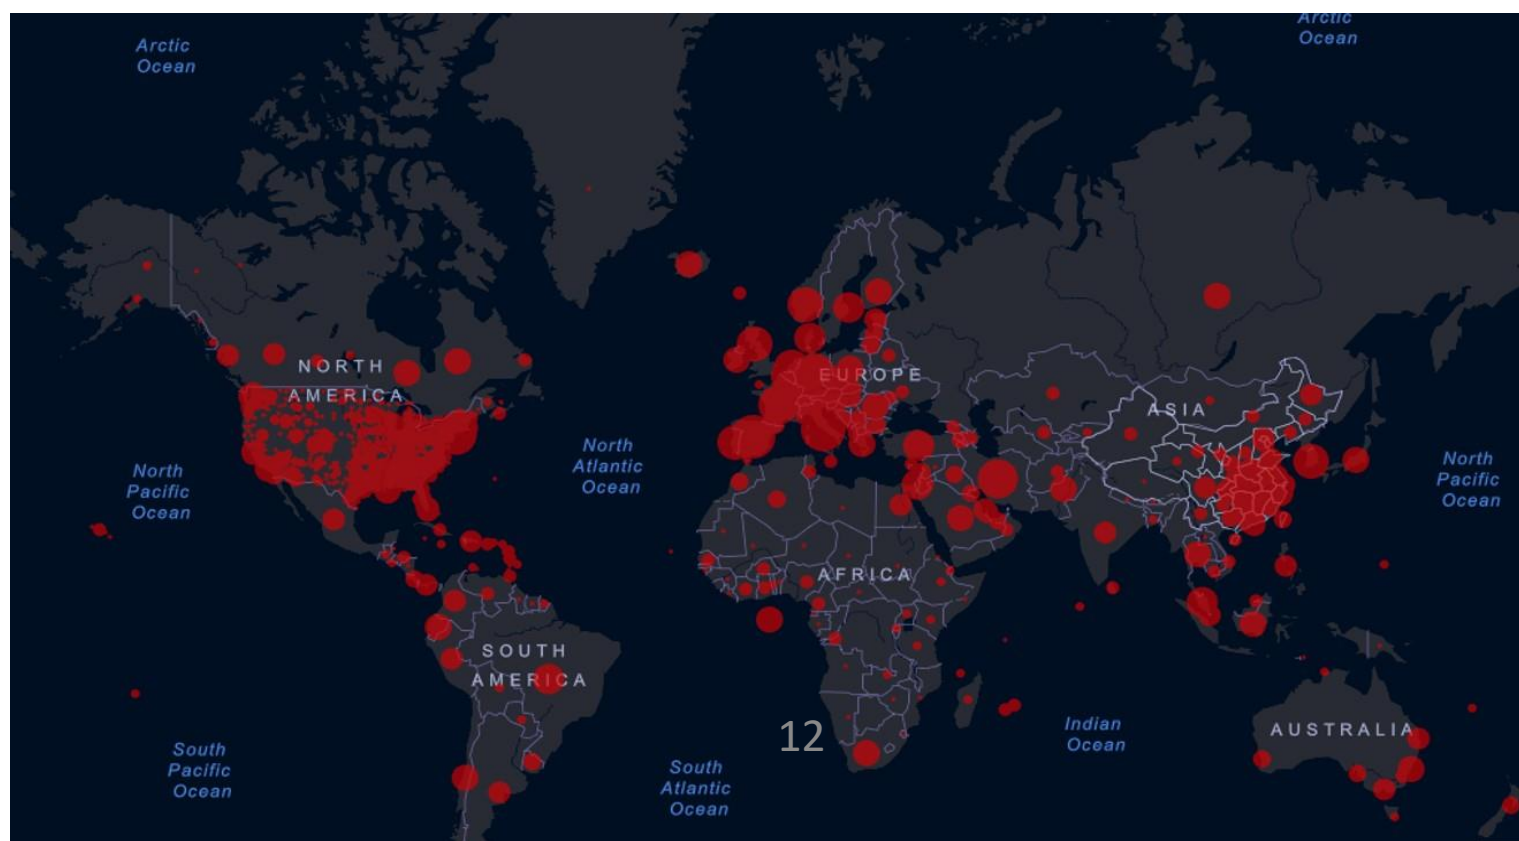 Arctic
Ocean
Arctic
Ocean
NORTH
AMERICA
EUROPE
ASIA
North
Pacific
Ocean
North
Atlantic
Ocean
North
Pacific
Ocean
AFRICA
SOUTH
AMERICA
12
Indian
Ocean
AUSTRALIA
South
Pacific
Ocean
South
Atlantic
Ocean